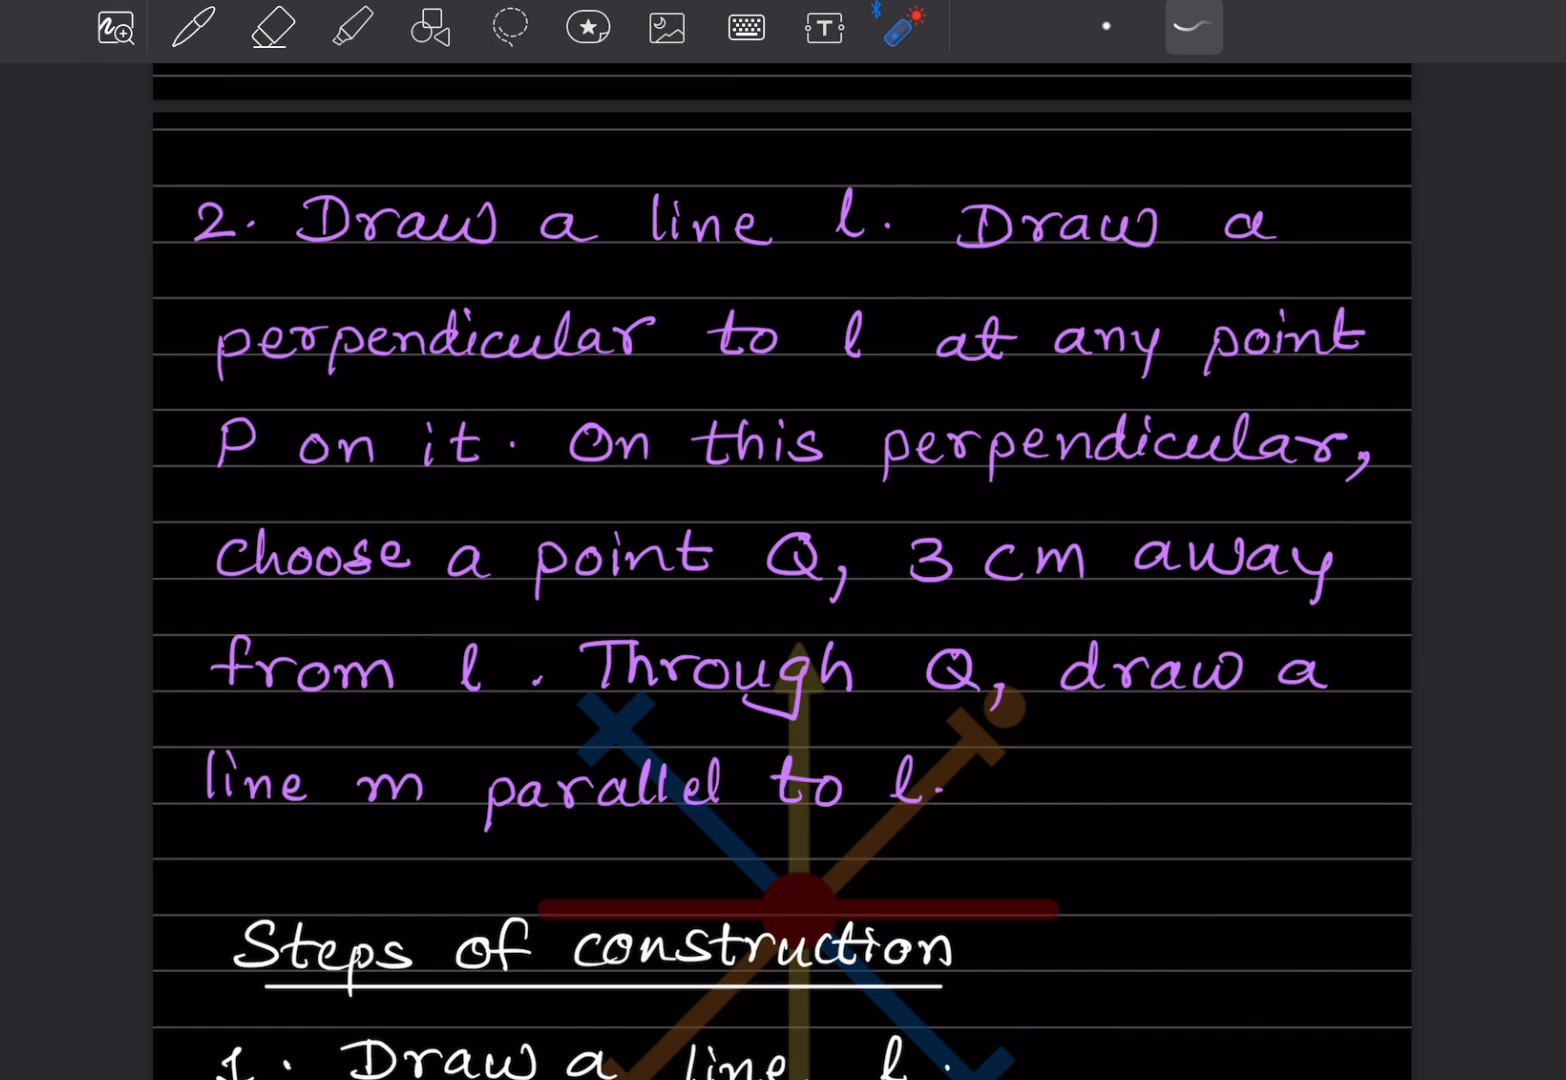 2. Draw a line l. Draw a
perpendicular to l at any point
P on it. On this perpendicular,
choose a point Q, 3 cm away
from l. Through Q, draw a
line m parallel to l.
Steps of construction
1. Draw a line l.